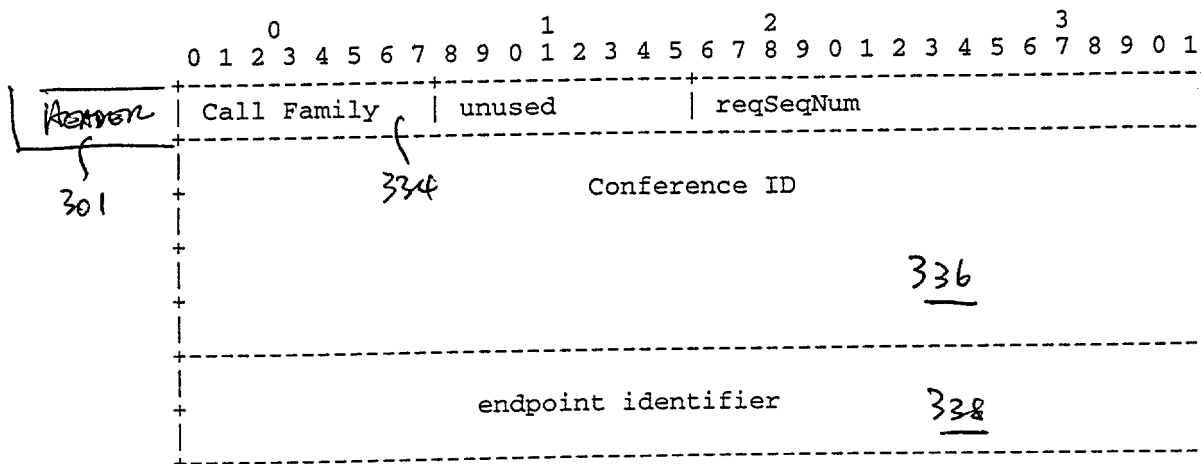 0 1 2 3
0 1 2 3 4 5 6 7 8 9 0 1 2 3 4 5 6 7 8 9 0 1 2 3 4 5 6 7 8 9 0 1
HEADER | Call Family | unused | reqSeqNum
301 334 Conference ID
336
endpoint identifier 338